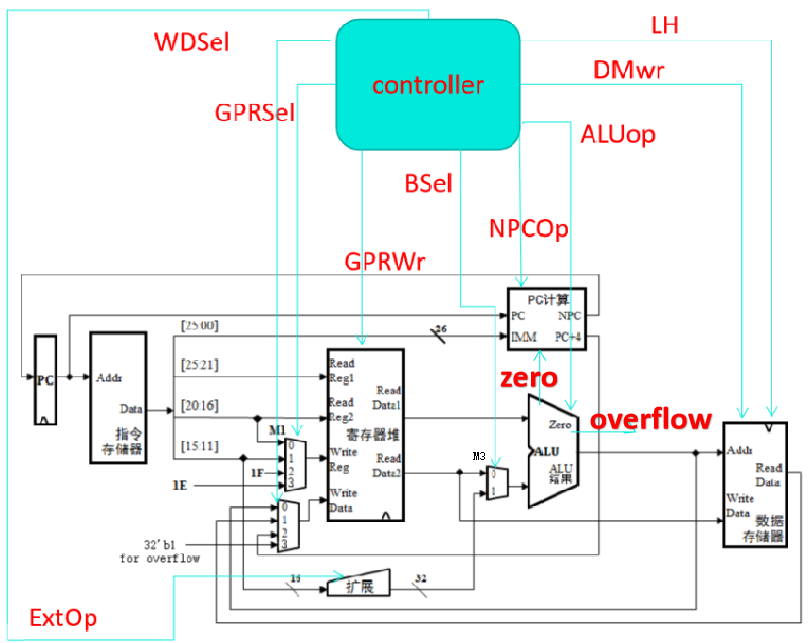 WDSel
controller
LH
DMwr
GPRSel
ALUop
BSel
NPCOp
GPRWr
PC计算
PC NPC
IMM PC+4
[25:00]
26
[25:21]
[20:16]
[15:11]
PC
Addr
Data
指令
存储器
Read
Reg1
Read
Reg2
Write
Reg
Write
Data
Read
Data1
寄存器堆
Read
Data2
M1
0
1
2
3
1F
1E
0
1
2
3
32'b1
for overflow
M3
0
1
zero
overflow
Zero
ALU
ALU
结果
Addr
Read
Data
Write
Data
数据
存储器
扩展
32
ExtOp